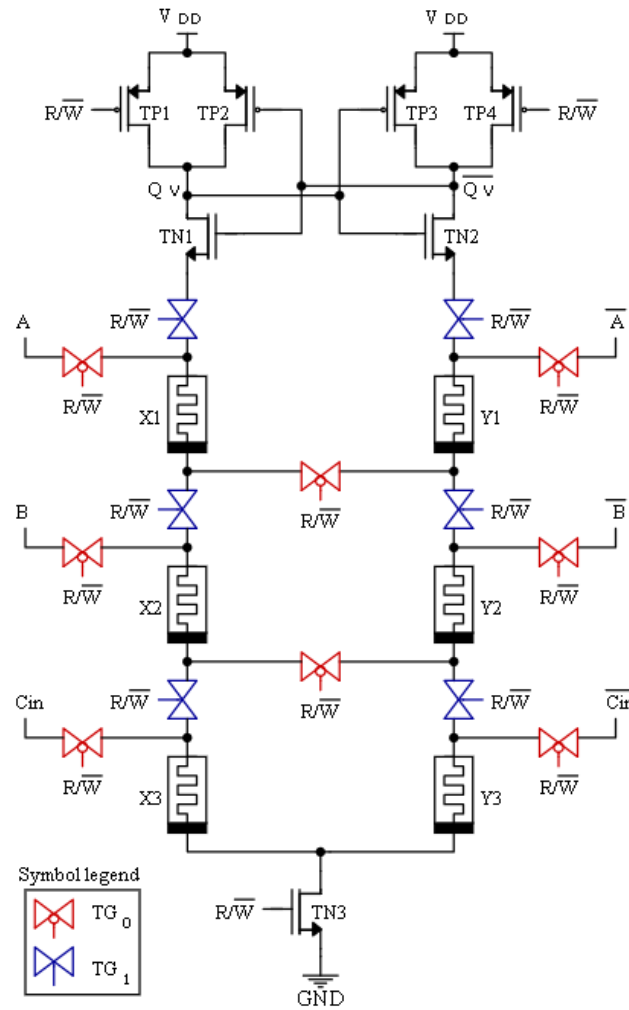 V DD V DD
R/W̅ TP1 TP2 TP3 TP4 R/W̅
Q v Q̅ v̅
TN1 TN2
R/W̅ R/W̅
A A̅
R/W̅ R/W̅
X1 Y1
R/W̅ R/W̅
R/W̅
B B̅
R/W̅ R/W̅
X2 Y2
R/W̅ R/W̅
R/W̅
Cin C̅i̅n̅
R/W̅ R/W̅
X3 Y3
Symbol legend
TG 0
TG 1
R/W̅ TN3
GND